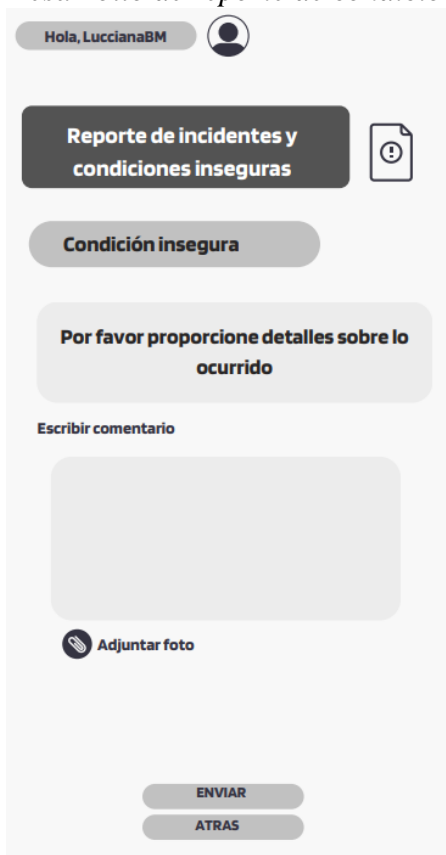 Hola, LuccianaBM
Reporte de incidentes y
condiciones inseguras
Condición insegura
Por favor proporcione detalles sobre lo
ocurrido
Escribir comentario
Adjuntar foto
ENVIAR
ATRAS